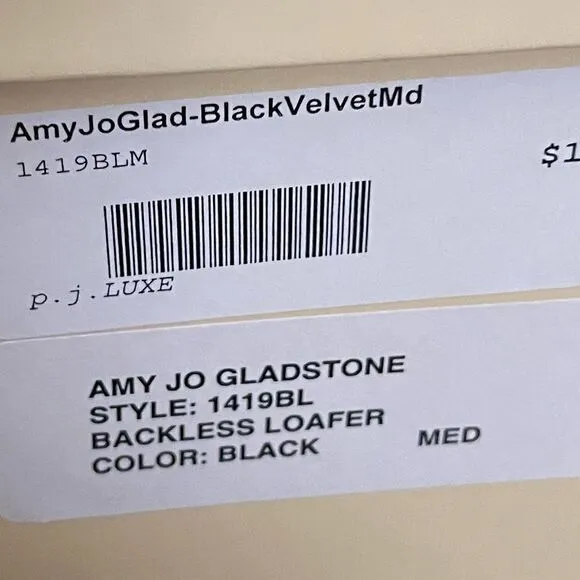 AmyJoGlad-BlackVelvetMd
1419BLM
$1
p.j.LUXE
AMY JO GLADSTONE
STYLE: 1419BL
BACKLESS LOAFER
COLOR: BLACK MED